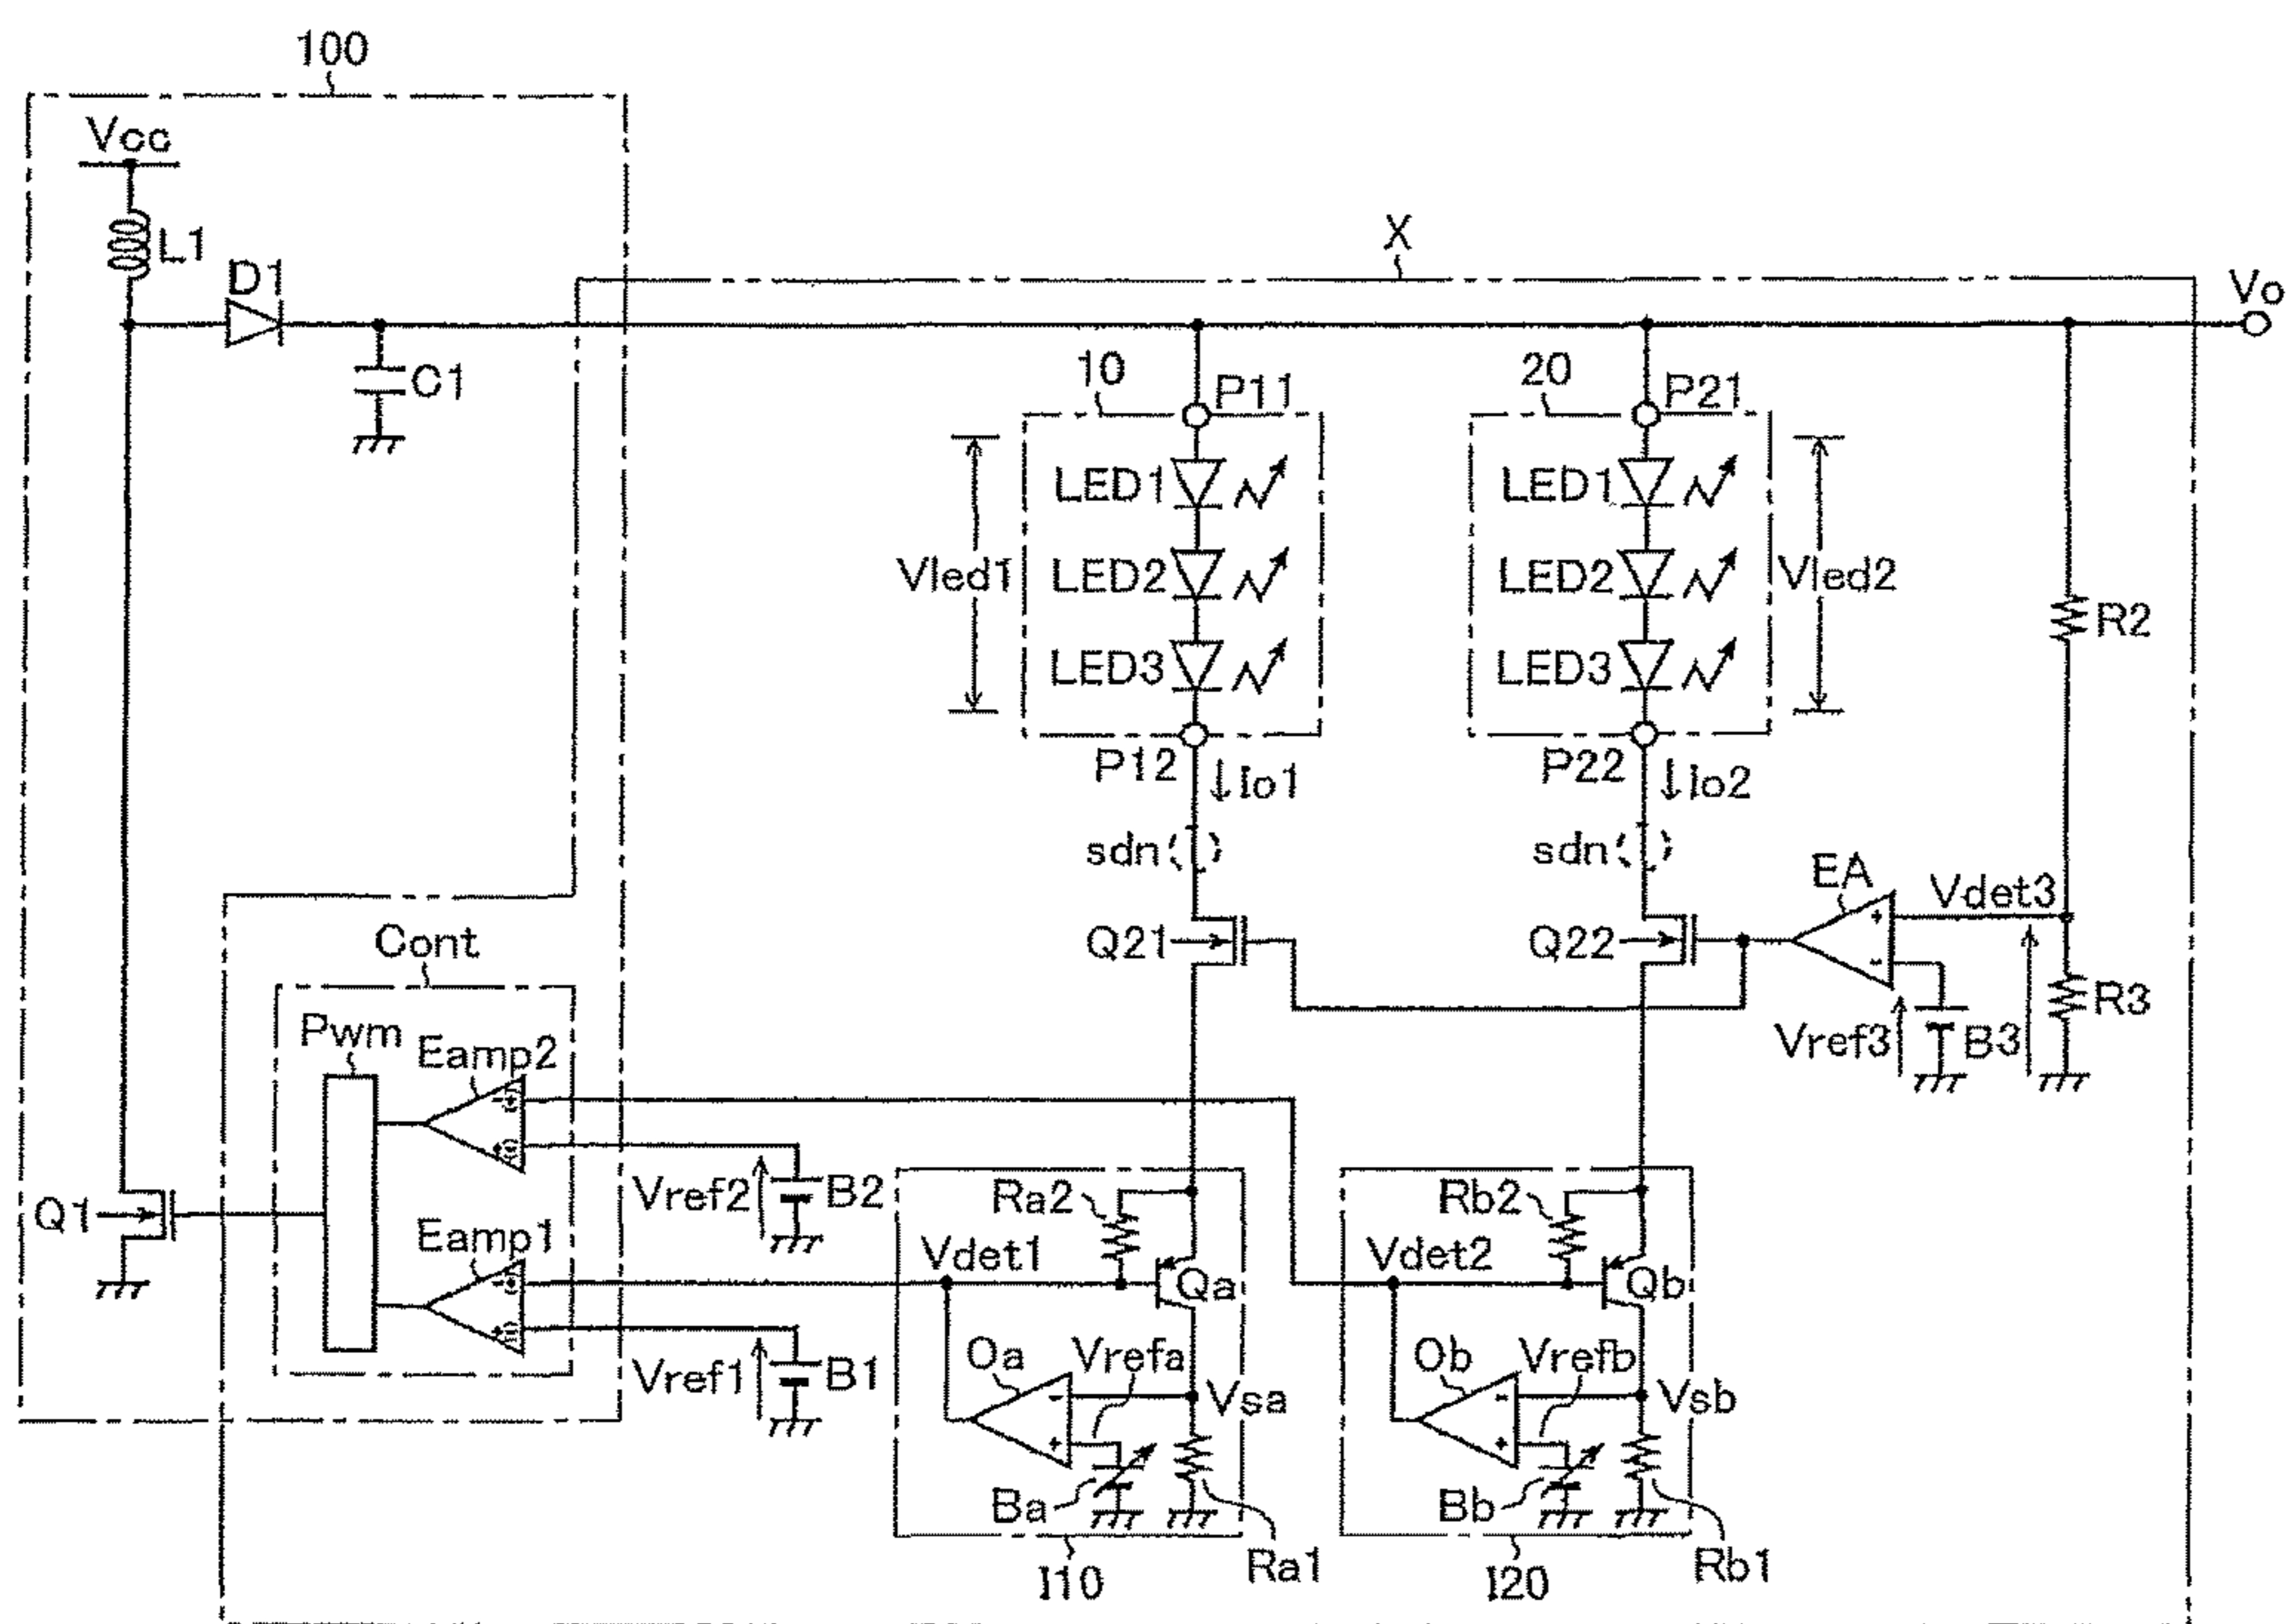 100
Vcc
L1
D1
C1
X
Vo
10
P11
20
P21
LED1
LED1
Vled1
LED2
LED2
Vled2
R2
LED3
LED3
P12
Io1
P22
Io2
sdn
sdn
EA
Vdet3
+
-
Q21
Q22
Vref3
B3
R3
Cont
Pwm
Eamp2
Vref2
B2
Q1
Eamp1
Vref1
B1
Ra2
Vdet1
Qa
Oa
Vrefa
-
+
Vsa
Ba
Ra1
I10
Rb2
Vdet2
Qb
Ob
Vrefb
-
+
Vsb
Bb
Rb1
I20